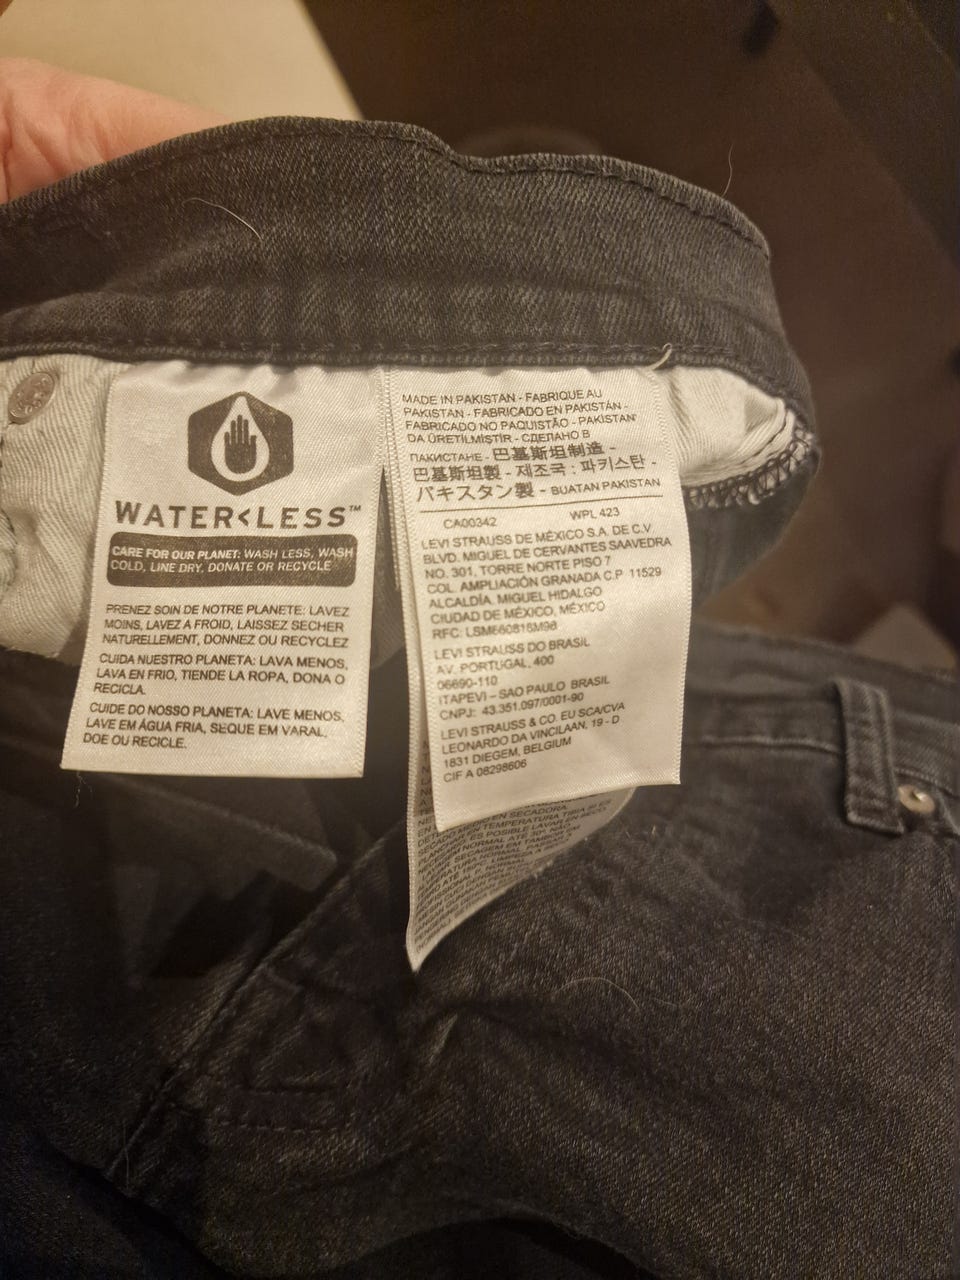 WATER<LESS™
CARE FOR OUR PLANET: WASH LESS, WASH
COLD, LINE DRY, DONATE OR RECYCLE
PRENEZ SOIN DE NOTRE PLANETE: LAVEZ
MOINS, LAVEZ A FROID, LAISSEZ SECHER
NATURELLEMENT, DONNEZ OU RECYCLEZ
CUIDA NUESTRO PLANETA: LAVA MENOS,
LAVA EN FRIO, TIENDE LA ROPA, DONA O
RECICLA.
CUIDE DO NOSSO PLANETA: LAVE MENOS,
LAVE EM ÁGUA FRIA, SEQUE EM VARAL,
DOE OU RECICLE.
MADE IN PAKISTAN - FABRIQUE AU
PAKISTAN - FABRICADO EN PAKISTÁN -
FABRICADO NO PAQUISTÃO - PAKISTAN'
DA ÜRETILMIŞTIR - СДЕЛАНО В
ПАКИСТАНЕ - 巴基斯坦制造 -
巴基斯坦製 - 제조국 : 파키스탄 -
パキスタン製 - BUATAN PAKISTAN
CA00342 WPL 423
LEVI STRAUSS DE MÉXICO S.A. DE C.V.
BLVD. MIGUEL DE CERVANTES SAAVEDRA
NO. 301, TORRE NORTE PISO 7
COL. AMPLIACIÓN GRANADA C.P 11529
ALCALDÍA. MIGUEL HIDALGO
CIUDAD DE MÉXICO, MÉXICO
RFC: LSM660816M98
LEVI STRAUSS DO BRASIL
AV. PORTUGAL, 400
06690-110
ITAPEVI – SAO PAULO BRASIL
CNPJ: 43.351.097/0001-90
LEVI STRAUSS & CO. EU SCA/CVA
LEONARDO DA VINCILAAN, 19 - D
1831 DIEGEM, BELGIUM
CIF A 08298606
EN SECADORA.
TEMPERATURA TIBIA SI ES